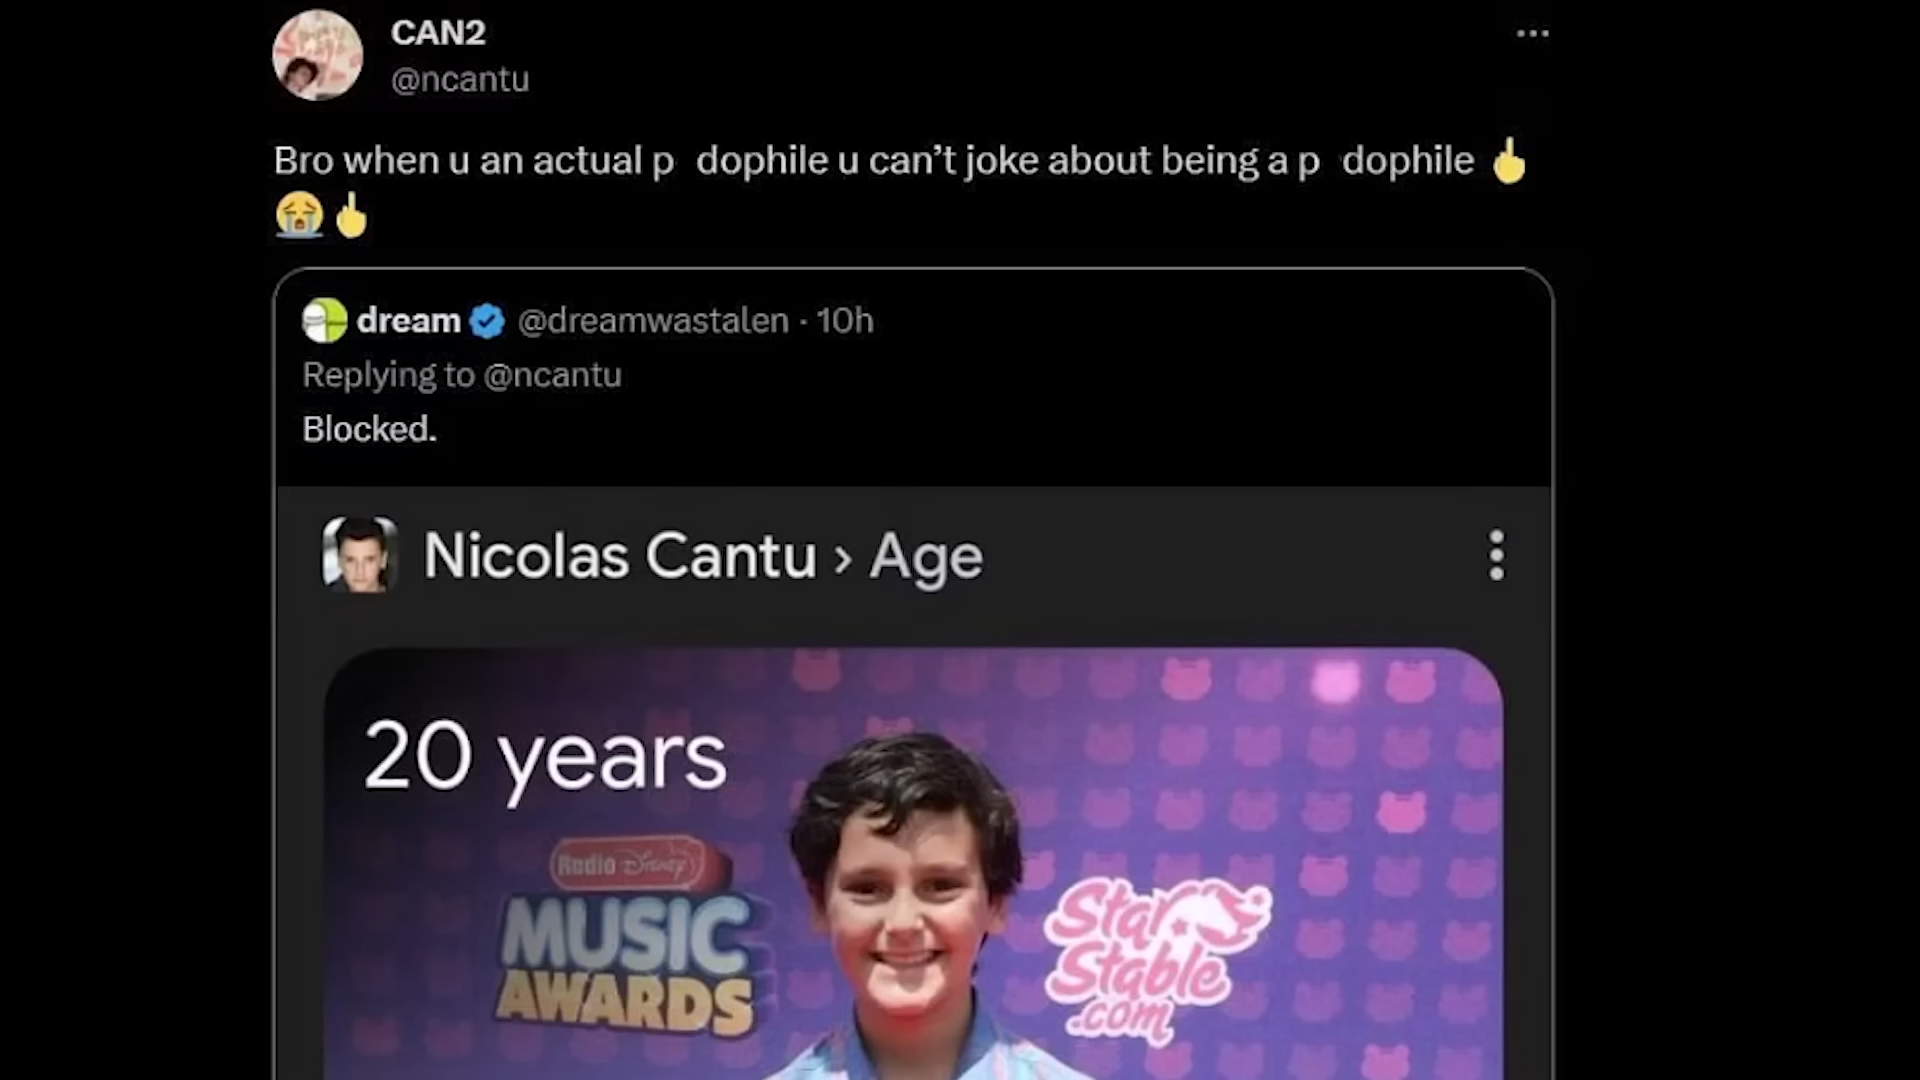 CAN2
@ncantu
Bro when u an actual p dophile u can’t joke about being a p dophile
dream @dreamwastalen · 10h
Replying to @ncantu
Blocked.
Nicolas Cantu › Age
20 years
Radio Disney
MUSIC
AWARDS
Star
Stable
.com